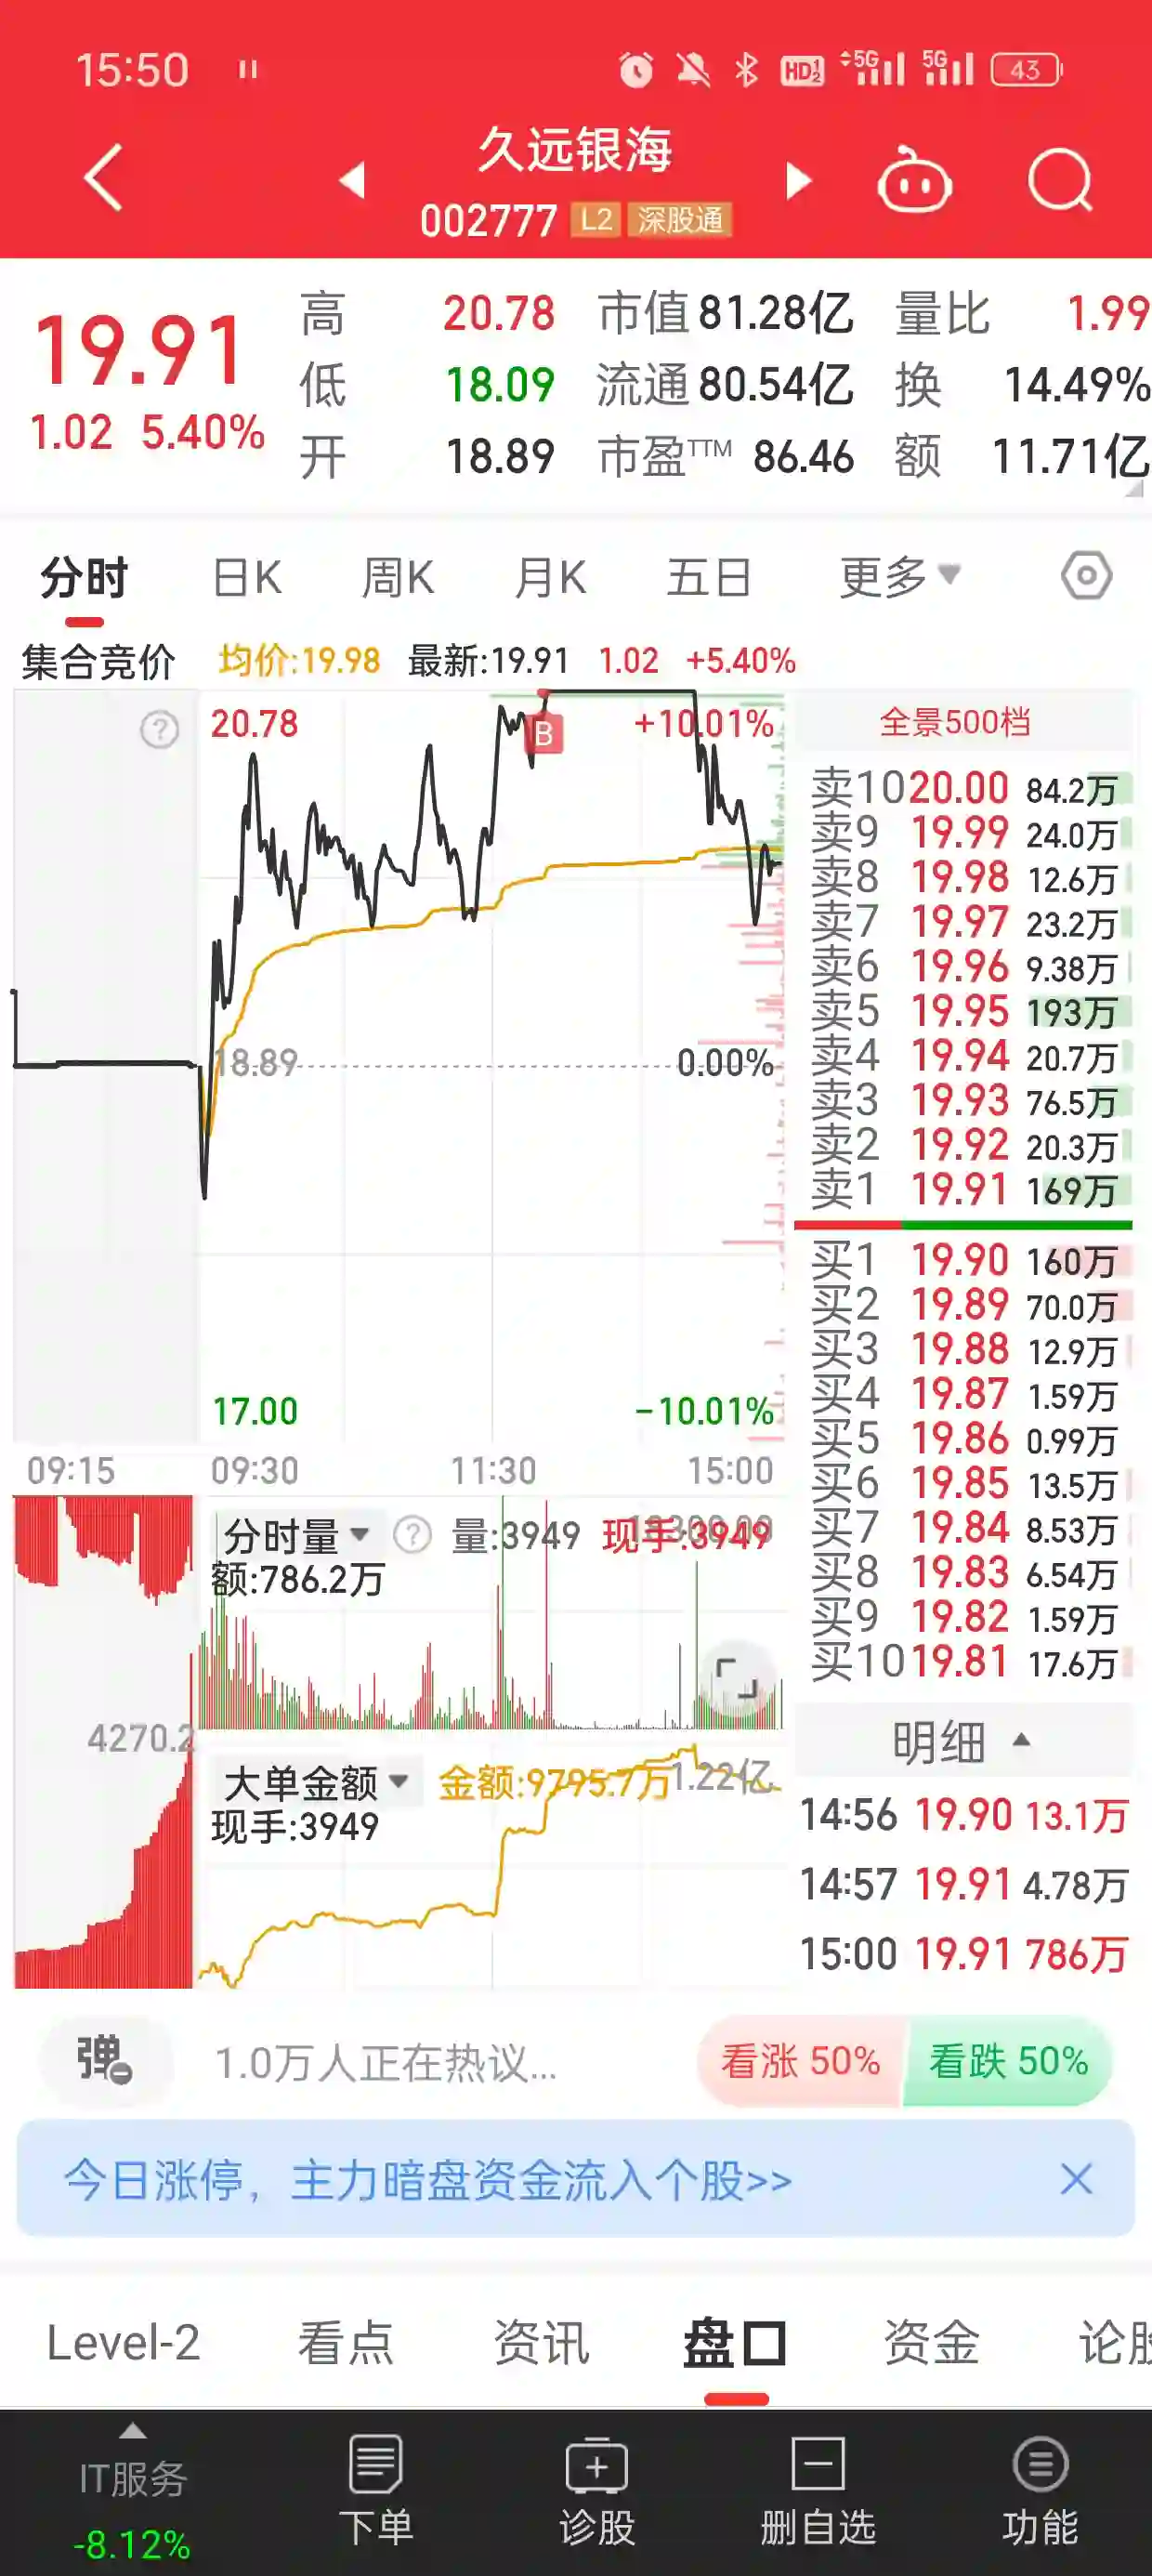 15:50 HD 5G 5G 43
久远银海
002777 L2 深股通
19.91
1.02 5.40%
高 20.78 市值 81.28亿 量比 1.99
低 18.09 流通 80.54亿 换 14.49%
开 18.89 市盈TTM 86.46 额 11.71亿
分时 日K 周K 月K 五日 更多
集合竞价 均价:19.98 最新:19.91 1.02 +5.40%
20.78 +10.01%
B
18.89 0.00%
17.00 -10.01%
09:15 09:30 11:30 15:00
全景500档
卖10 20.00 84.2万
卖9 19.99 24.0万
卖8 19.98 12.6万
卖7 19.97 23.2万
卖6 19.96 9.38万
卖5 19.95 193万
卖4 19.94 20.7万
卖3 19.93 76.5万
卖2 19.92 20.3万
卖1 19.91 169万
买1 19.90 160万
买2 19.89 70.0万
买3 19.88 12.9万
买4 19.87 1.59万
买5 19.86 0.99万
买6 19.85 13.5万
买7 19.84 8.53万
买8 19.83 6.54万
买9 19.82 1.59万
买10 19.81 17.6万
分时量 ? 量:3949 现手:3949
额:786.2万
4270.2
大单金额 金额:9795.7万 1.22亿
现手:3949
明细
14:56 19.90 13.1万
14:57 19.91 4.78万
15:00 19.91 786万
弹 1.0万人正在热议... 看涨 50% 看跌 50%
今日涨停，主力暗盘资金流入个股>>
Level-2 看点 资讯 盘口 资金 论股
IT服务 下单 诊股 删自选 功能
-8.12%